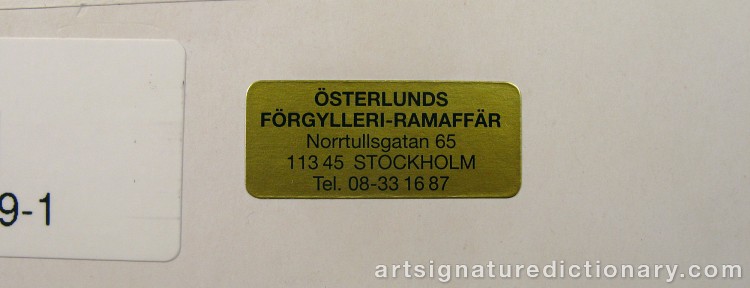 ÖSTERLUNDS
FÖRGYLLERI-RAMAFFÄR
Norrtullsgatan 65
113 45 STOCKHOLM
Tel. 08-33 16 87
9-1
artsignaturedictionary.com